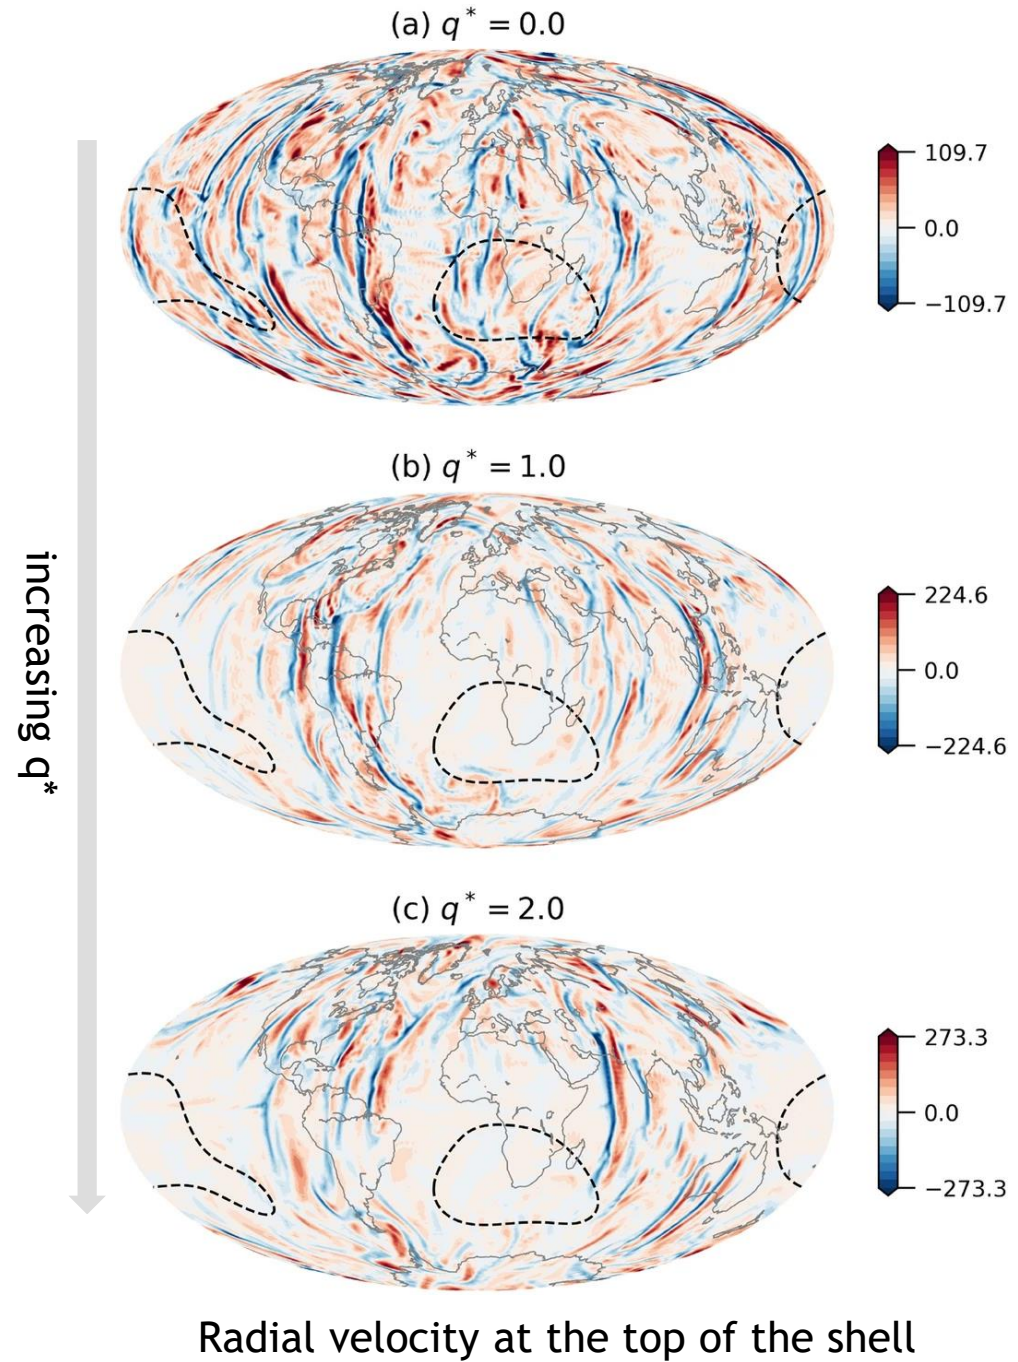 (a) q* = 0.0
109.7
0.0
−109.7
(b) q* = 1.0
224.6
0.0
−224.6
increasing q*
(c) q* = 2.0
273.3
0.0
−273.3
Radial velocity at the top of the shell